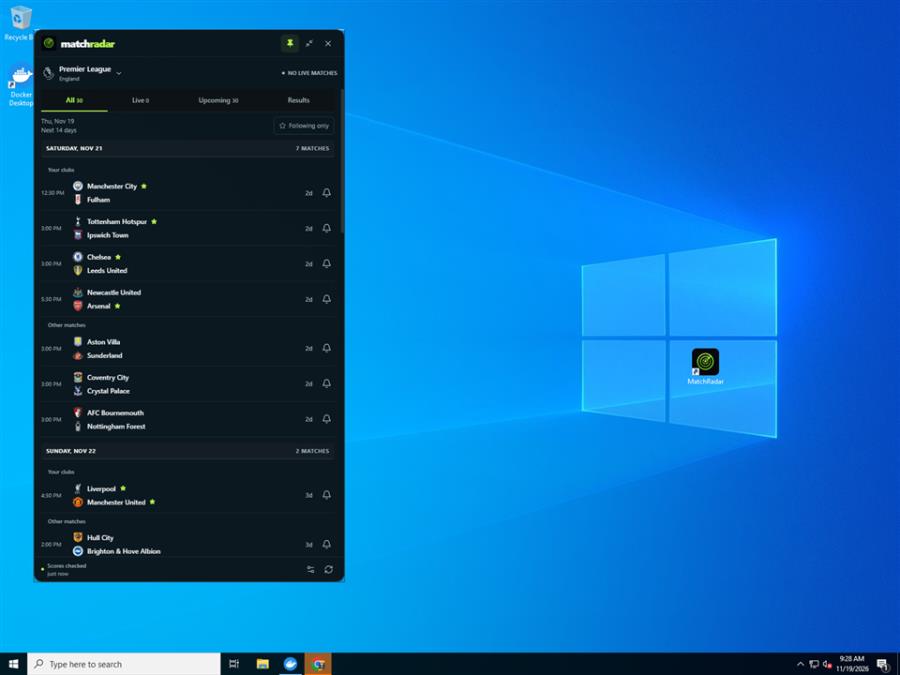 Recycle B
Docker
Desktop
matchradar
Premier League
England
NO LIVE MATCHES
All 30
Live 0
Upcoming 30
Results
Thu, Nov 19
Next 14 days
Following only
SATURDAY, NOV 21
7 MATCHES
Your clubs
12:30 PM
Manchester City
Fulham
2d
3:00 PM
Tottenham Hotspur
Ipswich Town
2d
3:00 PM
Chelsea
Leeds United
2d
5:30 PM
Newcastle United
Arsenal
2d
Other matches
3:00 PM
Aston Villa
Sunderland
2d
3:00 PM
Coventry City
Crystal Palace
2d
3:00 PM
AFC Bournemouth
Nottingham Forest
2d
SUNDAY, NOV 22
2 MATCHES
Your clubs
4:30 PM
Liverpool
Manchester United
3d
Other matches
2:00 PM
Hull City
Brighton & Hove Albion
3d
Scores checked
just now
MatchRadar
Type here to search
9:28 AM
11/19/2026
1